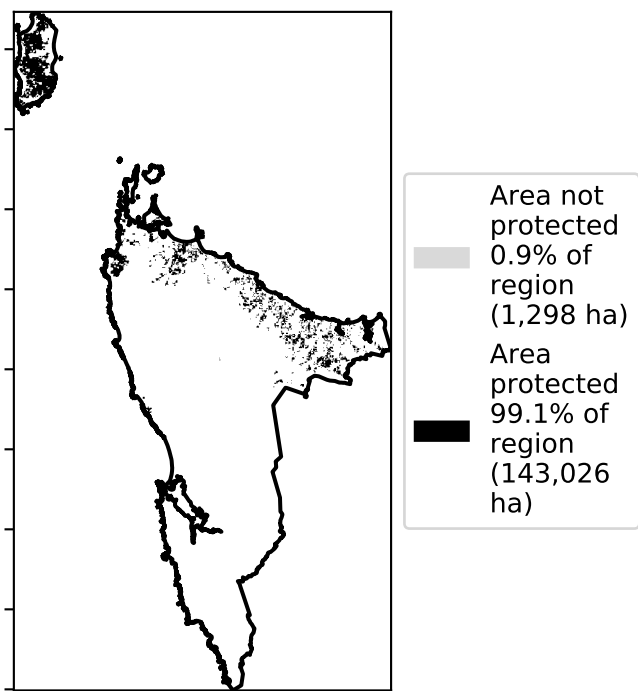 Area not
protected
0.9% of
region
(1,298 ha)
Area
protected
99.1% of
region
(143,026
ha)